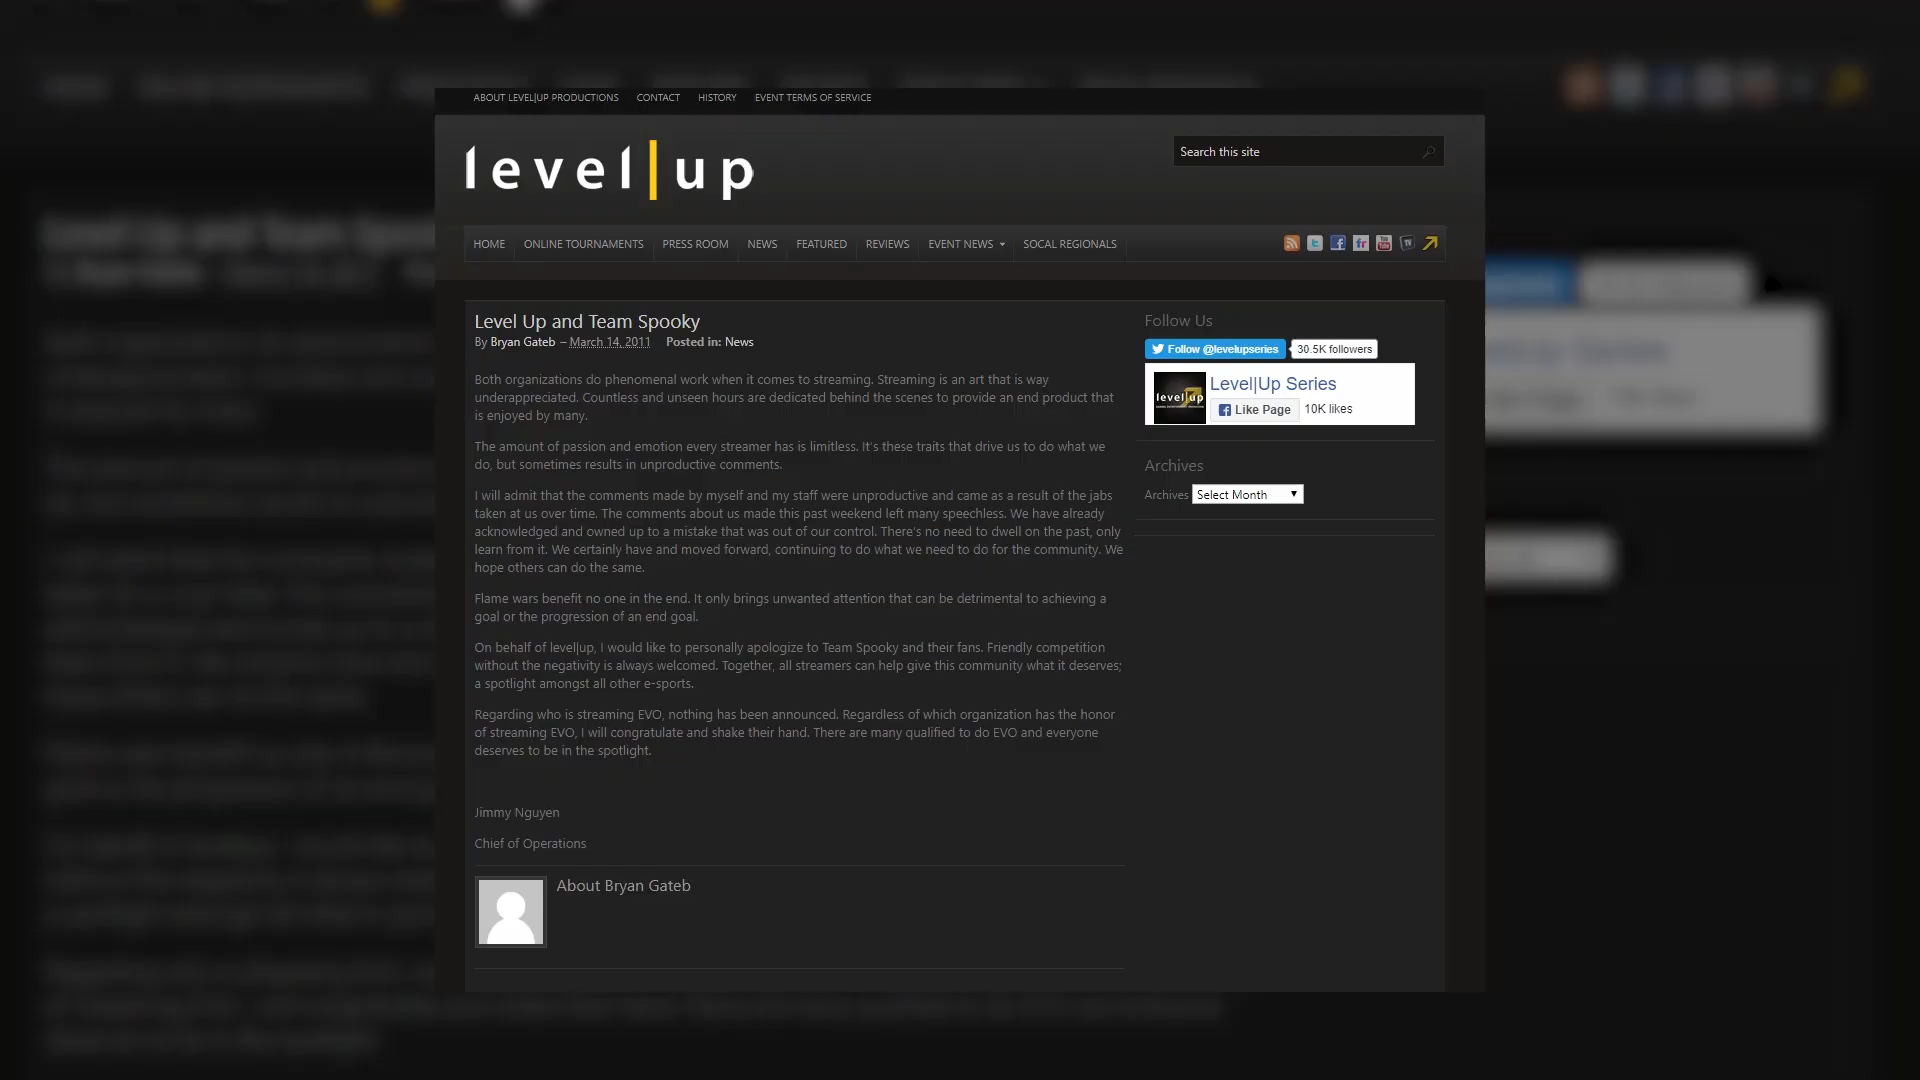 ABOUT LEVEL|UP PRODUCTIONS CONTACT HISTORY EVENT TERMS OF SERVICE
level|up
Search this site
HOME ONLINE TOURNAMENTS PRESS ROOM NEWS FEATURED REVIEWS EVENT NEWS SOCAL REGIONALS
Level Up and Team Spooky
By Bryan Gateb – March 14, 2011 Posted in: News
Both organizations do phenomenal work when it comes to streaming. Streaming is an art that is way
underappreciated. Countless and unseen hours are dedicated behind the scenes to provide an end product that
is enjoyed by many.
The amount of passion and emotion every streamer has is limitless. It's these traits that drive us to do what we
do, but sometimes results in unproductive comments.
I will admit that the comments made by myself and my staff were unproductive and came as a result of the jabs
taken at us over time. The comments about us made this past weekend left many speechless. We have already
acknowledged and owned up to a mistake that was out of our control. There's no need to dwell on the past, only
learn from it. We certainly have and moved forward, continuing to do what we need to do for the community. We
hope others can do the same.
Flame wars benefit no one in the end. It only brings unwanted attention that can be detrimental to achieving a
goal or the progression of an end goal.
On behalf of level|up, I would like to personally apologize to Team Spooky and their fans. Friendly competition
without the negativity is always welcomed. Together, all streamers can help give this community what it deserves;
a spotlight amongst all other e-sports.
Regarding who is streaming EVO, nothing has been announced. Regardless of which organization has the honor
of streaming EVO, I will congratulate and shake their hand. There are many qualified to do EVO and everyone
deserves to be in the spotlight.
Jimmy Nguyen
Chief of Operations
About Bryan Gateb
Follow Us
Follow @levelupseries 30.5K followers
level|up
Level|Up Series
Like Page 10K likes
Archives
Archives Select Month